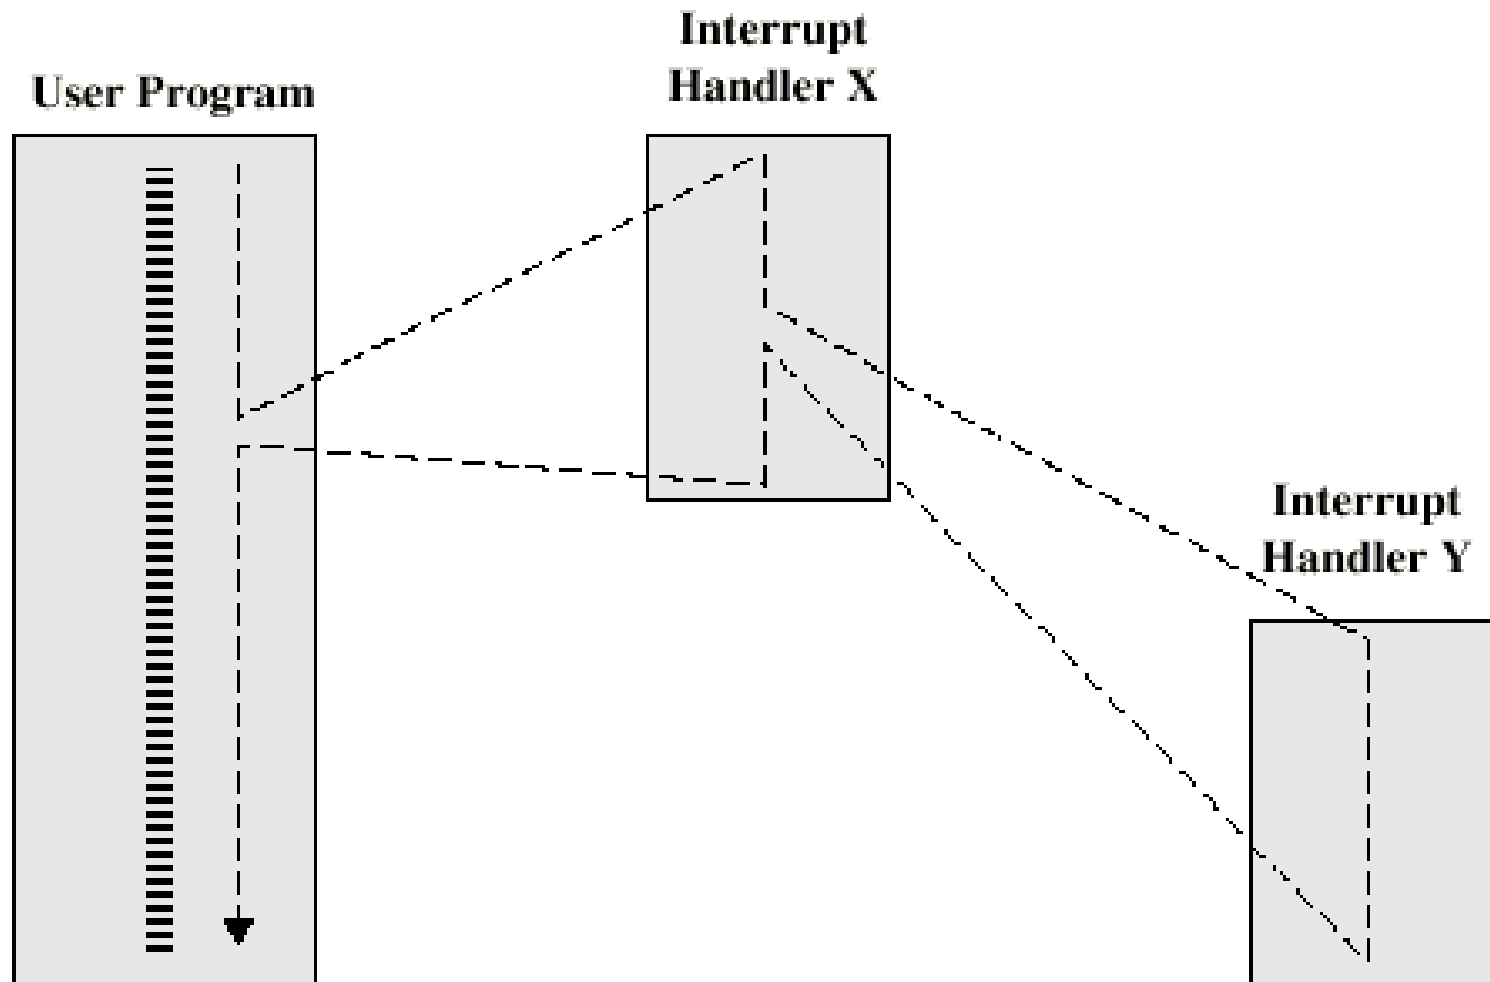 User Program
Interrupt
Handler X
Interrupt
Handler Y